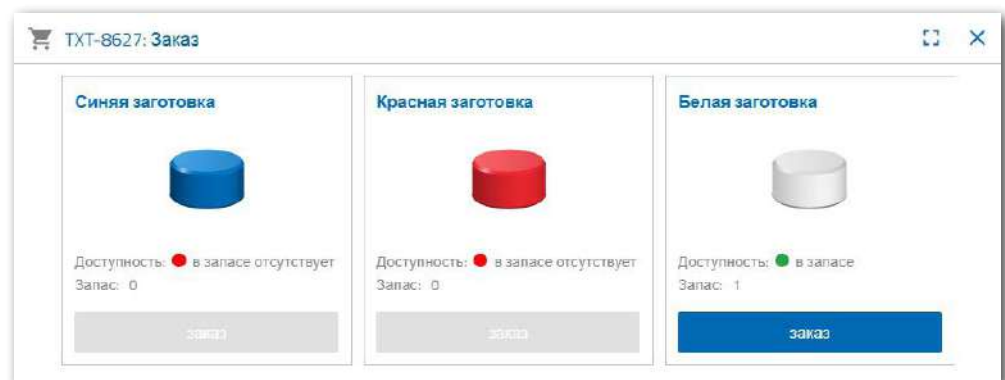 TXT-8627: Заказ
Синяя заготовка
Доступность: в запасе отсутствует
Запас: 0
заказ
Красная заготовка
Доступность: в запасе отсутствует
Запас: 0
заказ
Белая заготовка
Доступность: в запасе
Запас: 1
заказ